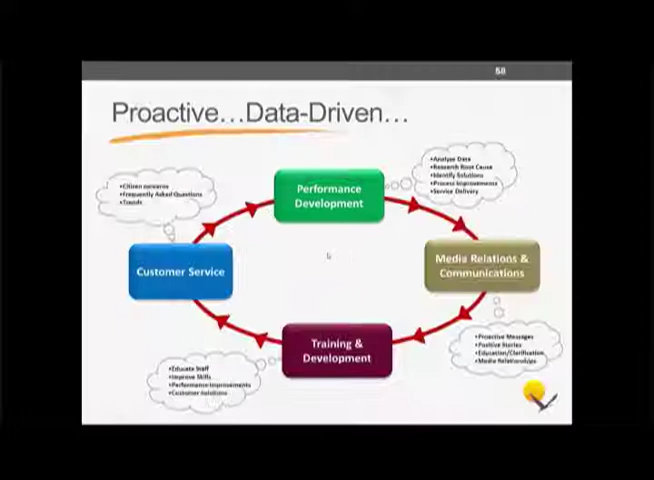 58
Proactive…Data-Driven…
•Analyze Data
•Research Root Cause
•Identify Solutions
•Process Improvements
•Service Delivery
•Citizen concerns
•Frequently Asked Questions
•Trends
Performance
Development
Customer Service
Media Relations &
Communications
Training &
Development
•Proactive Messages
•Positive Stories
•Education/Clarification
•Media Relationships
•Educate Staff
•Improve Skills
•Performance Improvements
•Customer Solutions